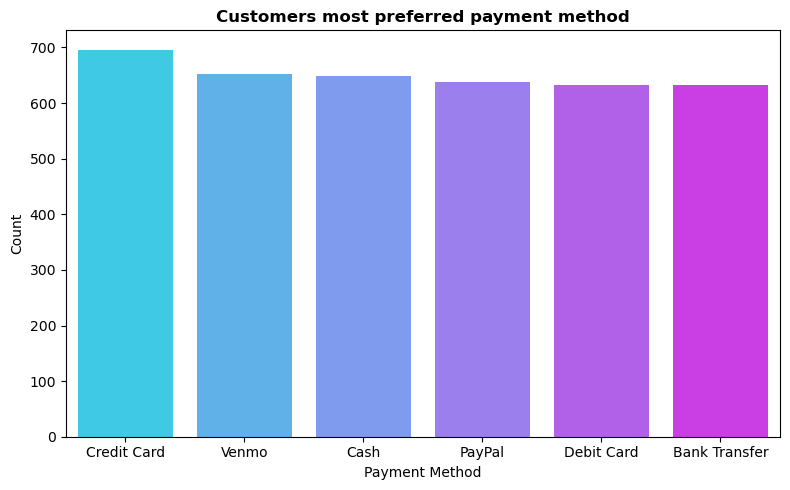 Customers most preferred payment method
700
600
500
400
300
200
100
0
Count
Credit Card Venmo Cash PayPal Debit Card Bank Transfer
Payment Method